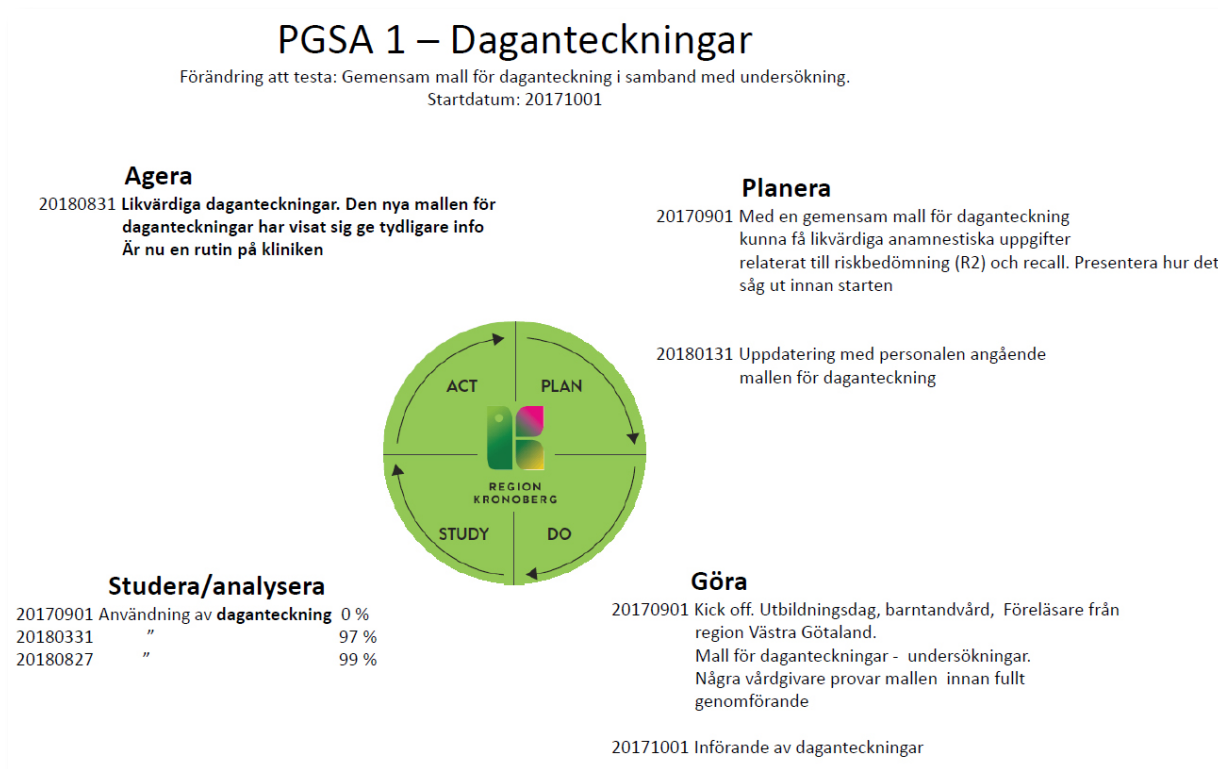 PGSA 1 – Daganteckningar
Förändring att testa: Gemensam mall för daganteckning i samband med undersökning.
Startdatum: 20171001
Agera
20180831 Likvärdiga daganteckningar. Den nya mallen för
daganteckningar har visat sig ge tydligare info
Är nu en rutin på kliniken
Planera
20170901 Med en gemensam mall för daganteckning
kunna få likvärdiga anamnestiska uppgifter
relaterat till riskbedömning (R2) och recall. Presentera hur det
såg ut innan starten
20180131 Uppdatering med personalen angående
mallen för daganteckning
ACT
PLAN
REGION
KRONOBERG
STUDY
DO
Studera/analysera
20170901 Användning av daganteckning 0 %
20180331 ” 97 %
20180827 ” 99 %
Göra
20170901 Kick off. Utbildningsdag, barntandvård, Föreläsare från
region Västra Götaland.
Mall för daganteckningar - undersökningar.
Några vårdgivare provar mallen innan fullt
genomförande
20171001 Införande av daganteckningar